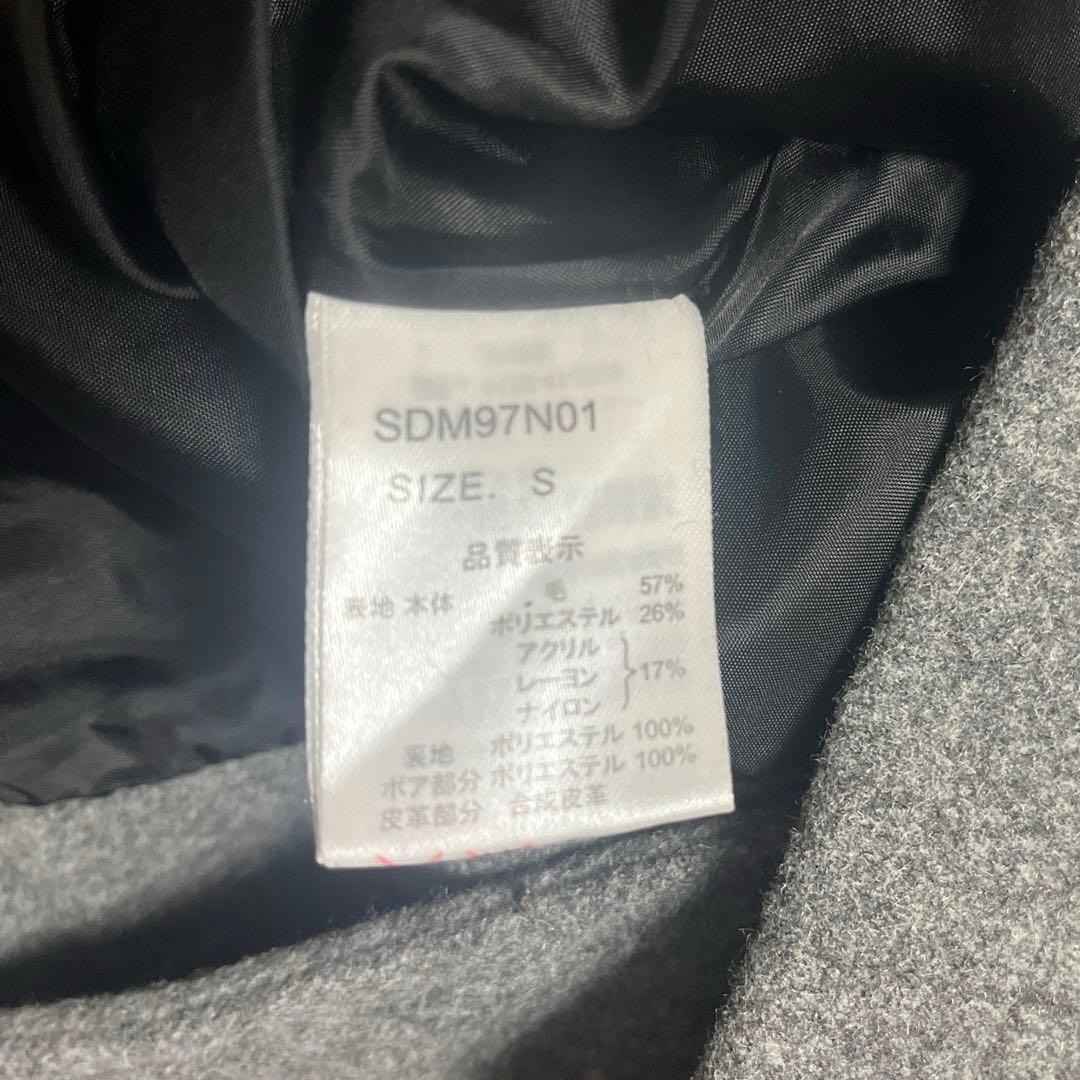 SDM97N01
SIZE. S
品質表示
表地 本体 毛 57%
ポリエステル 26%
アクリル
レーヨン 17%
ナイロン
裏地 ポリエステル 100%
ボア部分 ポリエステル 100%
皮革部分 合成皮革